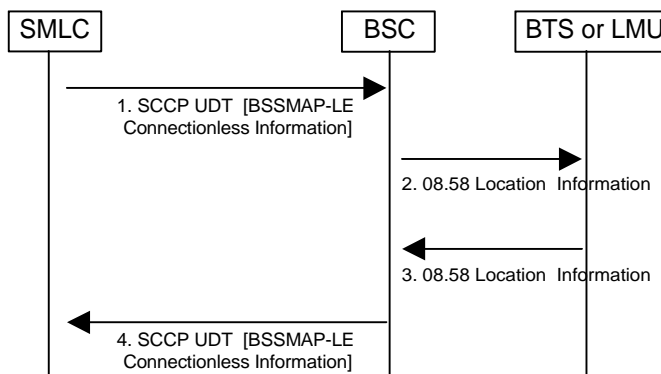 SMLC
BSC
BTS or LMU
1. SCCP UDT [BSSMAP-LE
Connectionless Information]
2. 08.58 Location Information
3. 08.58 Location Information
4. SCCP UDT [BSSMAP-LE
Connectionless Information]